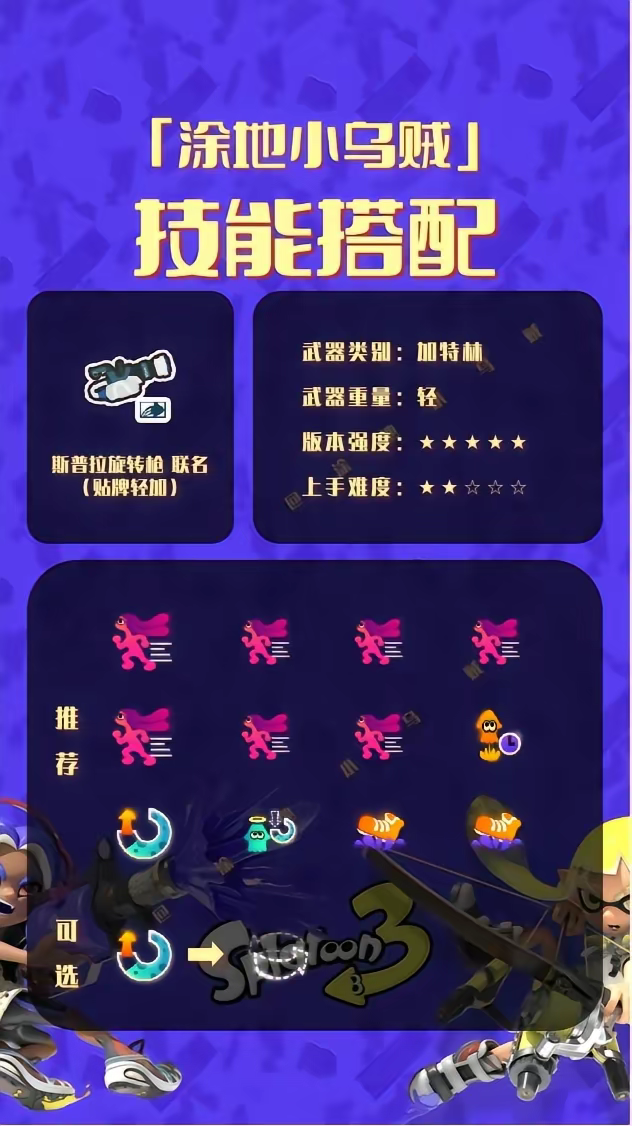 「涂地小乌贼」
技能搭配
斯普拉旋转枪 联名
（贴牌轻加）
武器类别：加特林
武器重量：轻
版本强度：★★★★★
上手难度：★★☆☆☆
推荐
可选
Splatoon 3